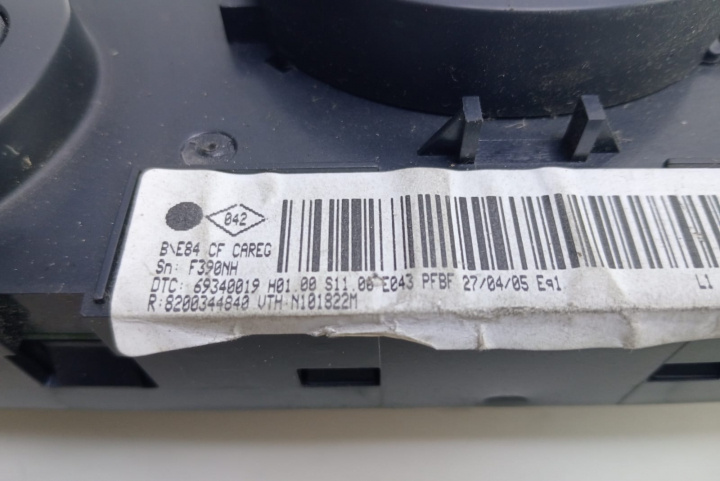 042
B\E84 CF CAREG
Sn: F390NH
DTC: 69340019 H01.00 S11.00 E043 PFBF 27/04/05 Eq1 L1
R:8200344840 VTH N101822M